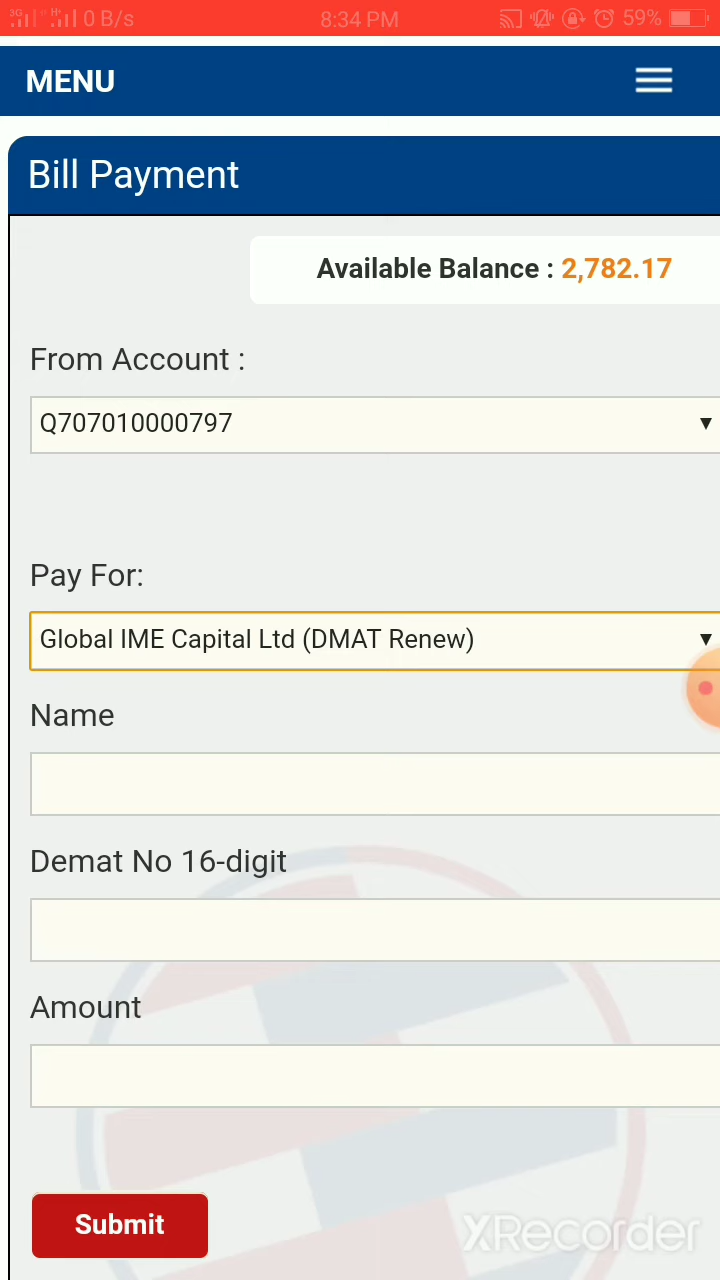 3G H+ 0 B/s 8:34 PM 59%
MENU
Bill Payment
Available Balance : 2,782.17
From Account :
Q707010000797
Pay For:
Global IME Capital Ltd (DMAT Renew)
Name
Demat No 16-digit
Amount
Submit
XRecorder